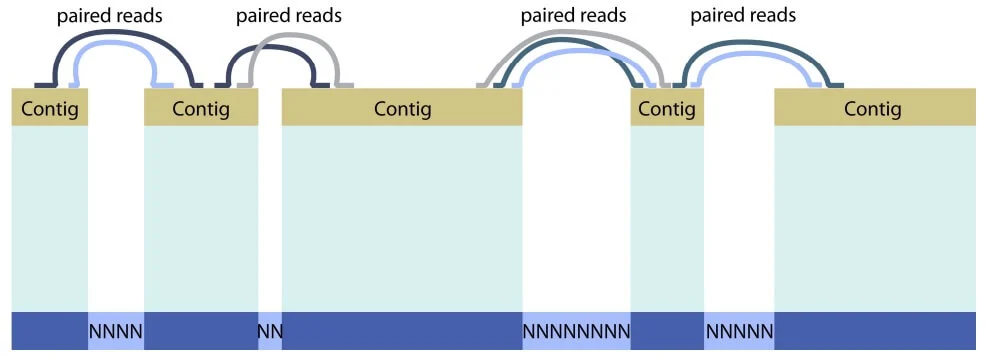 paired reads paired reads paired reads paired reads
Contig Contig Contig Contig Contig
NNNN NN NNNNNNNN NNNNN